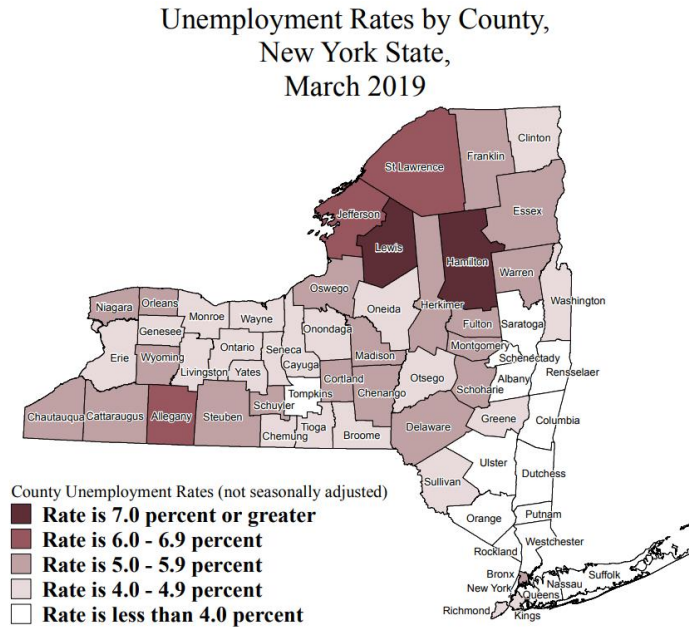 Unemployment Rates by County,
New York State,
March 2019
Clinton
Franklin
St Lawrence
Essex
Jefferson
Lewis
Hamilton
Warren
Oswego
Washington
Oneida
Herkimer
Niagara
Orleans
Monroe
Wayne
Fulton
Saratoga
Genesee
Onondaga
Montgomery
Ontario
Seneca
Madison
Schenectady
Erie
Wyoming
Livingston
Yates
Cayuga
Otsego
Albany
Rensselaer
Cortland
Chenango
Schoharie
Tompkins
Schuyler
Chautauqua
Cattaraugus
Allegany
Steuben
Greene
Columbia
Chemung
Tioga
Broome
Delaware
Ulster
Dutchess
Sullivan
Orange
Putnam
Rockland
Westchester
Bronx
New York
Queens
Nassau
Suffolk
Richmond
Kings
County Unemployment Rates (not seasonally adjusted)
Rate is 7.0 percent or greater
Rate is 6.0 - 6.9 percent
Rate is 5.0 - 5.9 percent
Rate is 4.0 - 4.9 percent
Rate is less than 4.0 percent